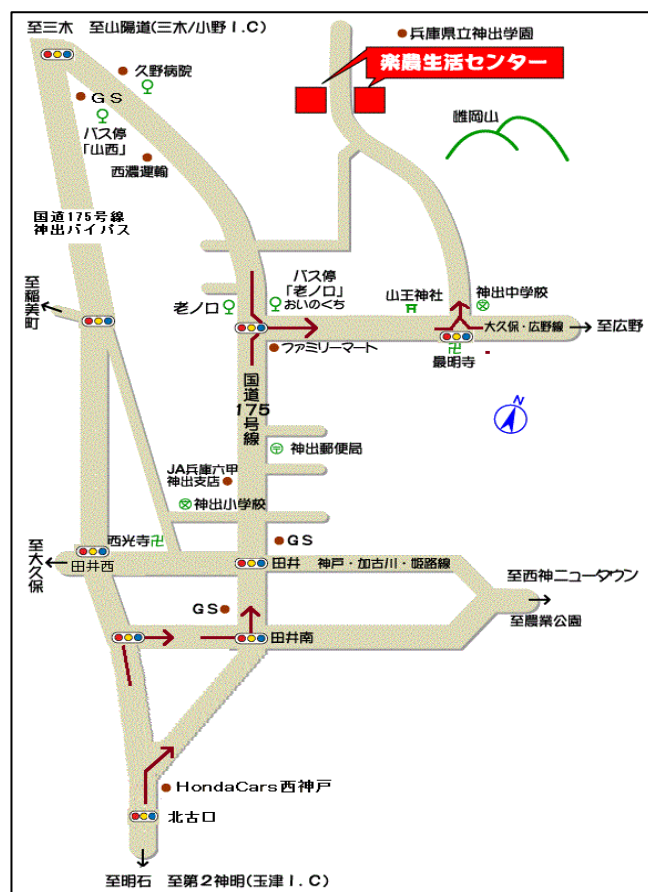 至三木 至山陽道(三木/小野I.C)
兵庫県立神出学園
楽農生活センター
久野病院
GS
バス停
「山西」
西濃運輸
雌岡山
国道175号線
神出バイパス
至稲美町
老ノ口
バス停
「老ノ口」
おいのくち
山王神社
神出中学校
大久保・広野線
至広野
ファミリーマート
最明寺
国道175号線
N
神出郵便局
JA兵庫六甲
神出支店
神出小学校
西光寺
GS
至大久保
田井西
田井
神戸・加古川・姫路線
至西神ニュータウン
至農業公園
GS
田井南
HondaCars西神戸
北古口
至明石 至第2神明(玉津I.C)